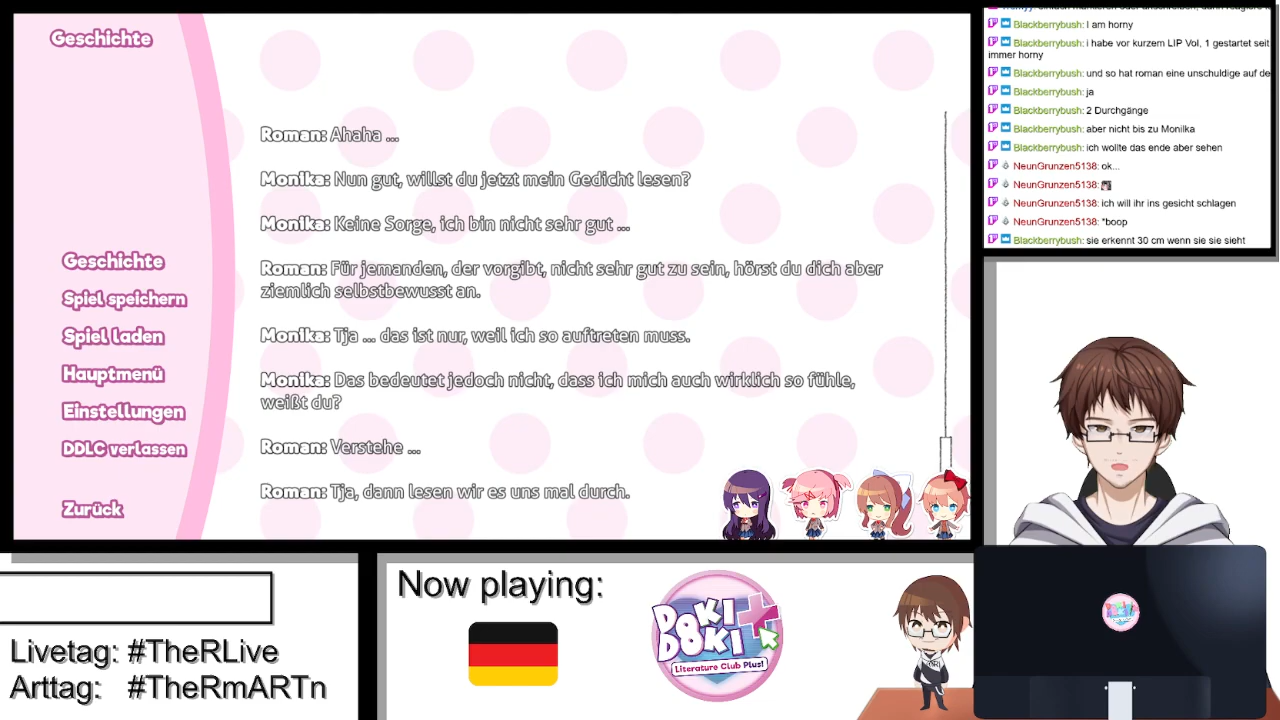 Geschichte
Roman: Ahaha ...
Monika: Nun gut, willst du jetzt mein Gedicht lesen?
Monika: Keine Sorge, ich bin nicht sehr gut ...
Roman: Für jemanden, der vorgibt, nicht sehr gut zu sein, hörst du dich aber
ziemlich selbstbewusst an.
Monika: Tja ... das ist nur, weil ich so auftreten muss.
Monika: Das bedeutet jedoch nicht, dass ich mich auch wirklich so fühle,
weißt du?
Roman: Verstehe ...
Roman: Tja, dann lesen wir es uns mal durch.
Geschichte
Spiel speichern
Spiel laden
Hauptmenü
Einstellungen
DDLC verlassen
Zurück
Blackberrybush: I am horny
Blackberrybush: i habe vor kurzem LIP Vol, 1 gestartet seit
immer horny
Blackberrybush: und so hat roman eine unschuldige auf de
Blackberrybush: ja
Blackberrybush: 2 Durchgänge
Blackberrybush: aber nicht bis zu Monilka
Blackberrybush: ich wollte das ende aber sehen
NeunGrunzen5138: ok...
NeunGrunzen5138:
NeunGrunzen5138: ich will ihr ins gesicht schlagen
NeunGrunzen5138: *boop
Blackberrybush: sie erkennt 30 cm wenn sie sie sieht
Livetag: #TheRLive
Arttag: #TheRmARTn
Now playing:
DOKI
DOKI
Literature Club Plus!